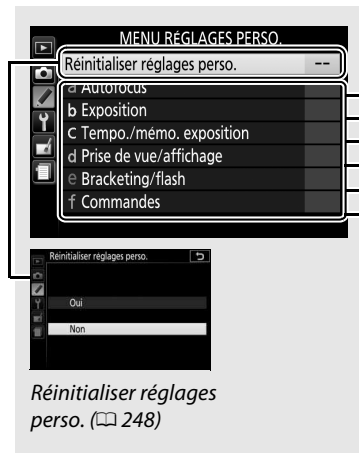 MENU RÉGLAGES PERSO.
Réinitialiser réglages perso. --
a Autofocus
b Exposition
c Tempo./mémo. exposition
d Prise de vue/affichage
e Bracketing/flash
f Commandes
Réinitialiser réglages perso.
Oui
Non
Réinitialiser réglages
perso. (📖 248)